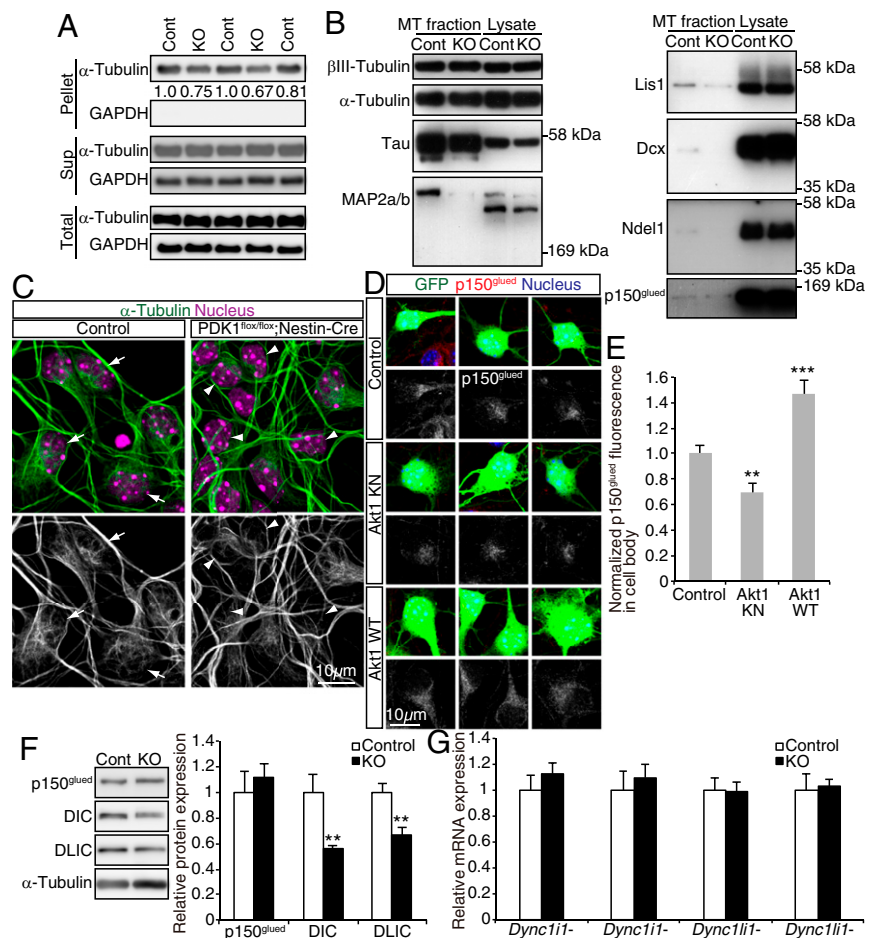 A
Cont KO Cont KO Cont
Pellet
α-Tubulin
1.0 0.75 1.0 0.67 0.81
GAPDH
Sup
α-Tubulin
GAPDH
Total
α-Tubulin
GAPDH
B
MT fraction Lysate
Cont KO Cont KO
βIII-Tubulin
α-Tubulin
Tau
58 kDa
MAP2a/b
169 kDa
MT fraction Lysate
Cont KO Cont KO
58 kDa
Lis1
58 kDa
Dcx
35 kDa
58 kDa
Ndel1
35 kDa
169 kDa
p150glued
C
α-Tubulin Nucleus
Control PDK1flox/flox;Nestin-Cre
10μm
D
GFP p150glued Nucleus
Control
p150glued
Akt1 KN
Akt1 WT
10μm
E
Normalized p150glued fluorescence
in cell body
1.6
1.4
1.2
1.0
0.8
0.6
0.4
0.2
0
**
***
Control Akt1 KN Akt1 WT
F
Cont KO
p150glued
DIC
DLIC
α-Tubulin
Relative protein expression
1.4
1.2
1
0.8
0.6
0.4
0.2
0
Control
KO
**
**
p150glued DIC DLIC
G
Relative mRNA expression
1.4
1.2
1
0.8
0.6
0.4
0.2
0
Control
KO
Dync1i1- Dync1i1- Dync1li1- Dync1li1-